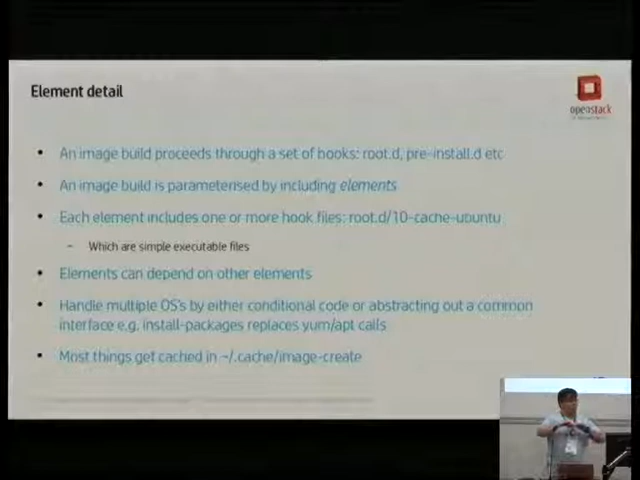 Element detail
openstack
• An image build proceeds through a set of hooks: root.d, pre-install.d etc
• An image build is parameterised by including elements
• Each element includes one or more hook files: root.d/10-cache-ubuntu
– Which are simple executable files
• Elements can depend on other elements
• Handle multiple OS's by either conditional code or abstracting out a common
interface e.g. install-packages replaces yum/apt calls
• Most things get cached in ~/.cache/image-create